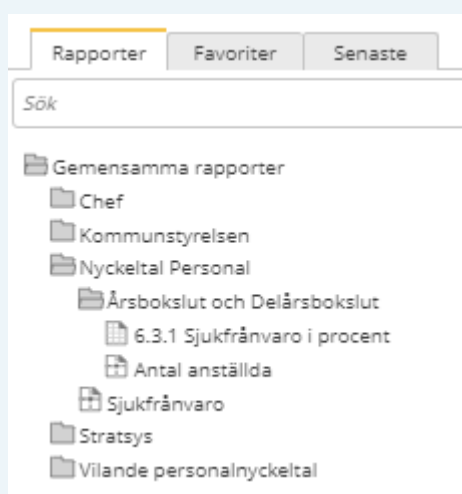 Rapporter Favoriter Senaste
Sök
Gemensamma rapporter
Chef
Kommunstyrelsen
Nyckeltal Personal
Årsbokslut och Delårsbokslut
6.3.1 Sjukfrånvaro i procent
Antal anställda
Sjukfrånvaro
Stratsys
Vilande personalnyckeltal